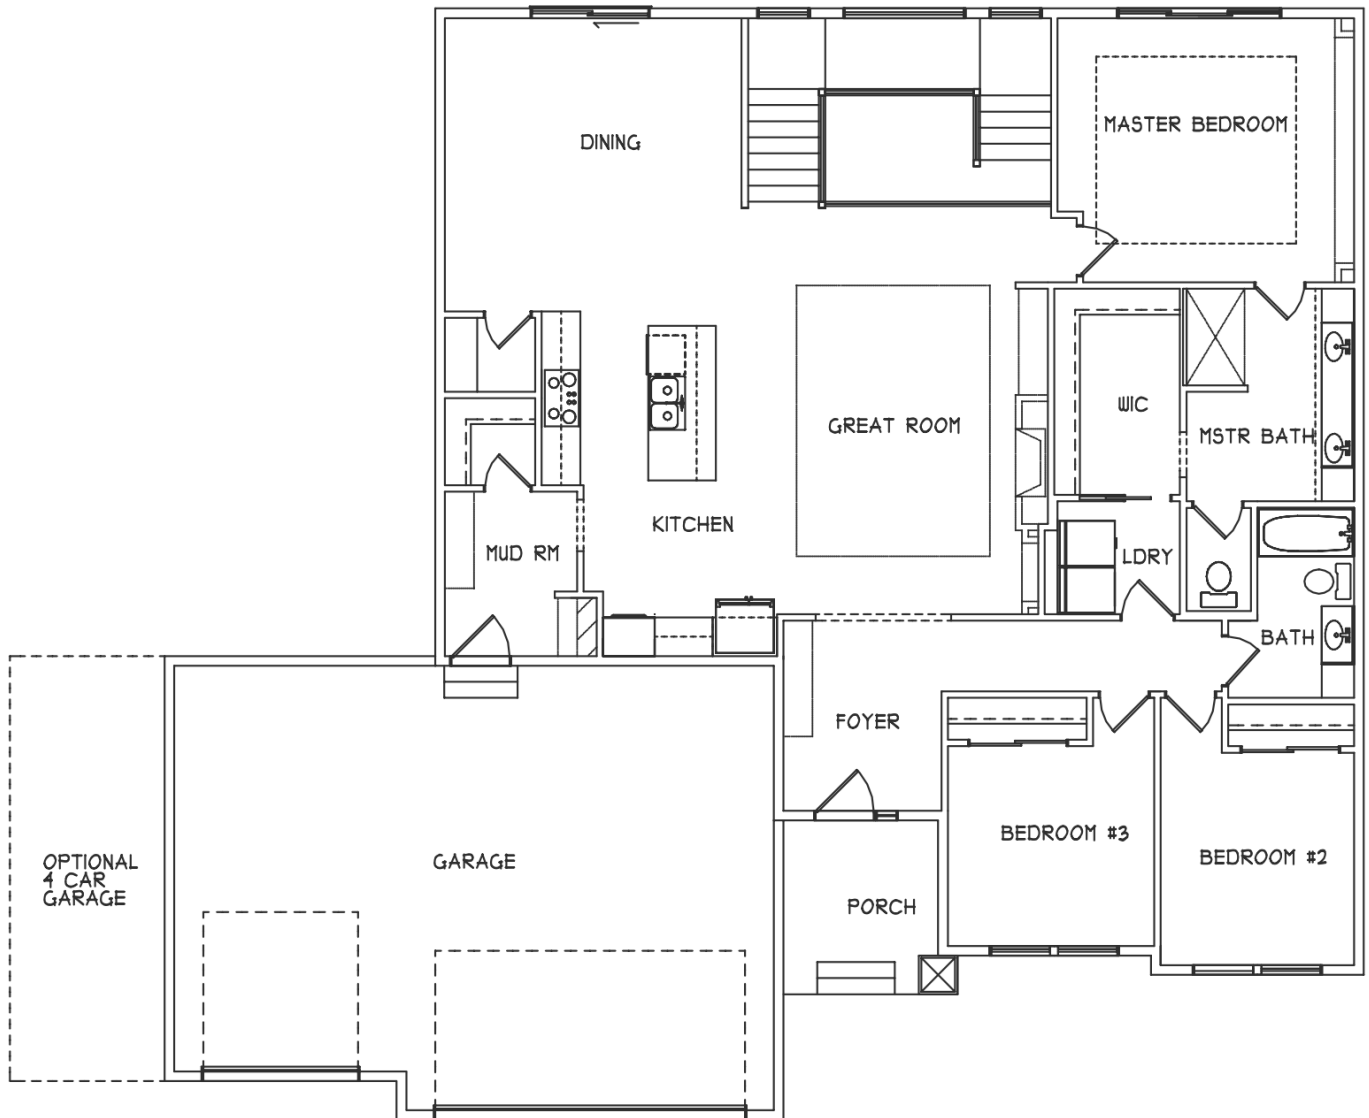 MASTER BEDROOM
DINING
WIC
GREAT ROOM
MSTR BATH
KITCHEN
MUD RM
LDRY
BATH
FOYER
BEDROOM #3
BEDROOM #2
GARAGE
OPTIONAL
4 CAR
GARAGE
PORCH